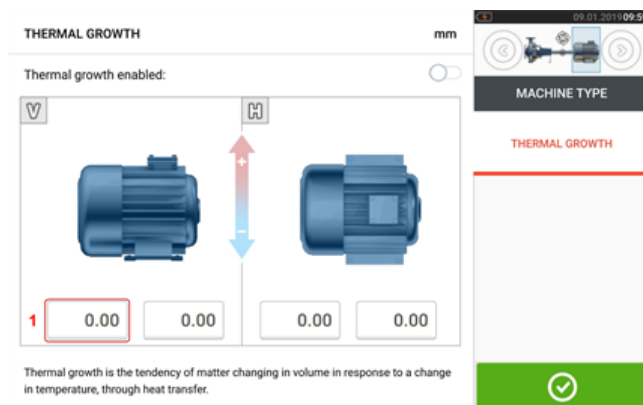 THERMAL GROWTH
mm
09.01.2019 09:5
Thermal growth enabled:
MACHINE TYPE
V
H
THERMAL GROWTH
+
–
1
0.00
0.00
0.00
0.00
Thermal growth is the tendency of matter changing in volume in response to a change
in temperature, through heat transfer.